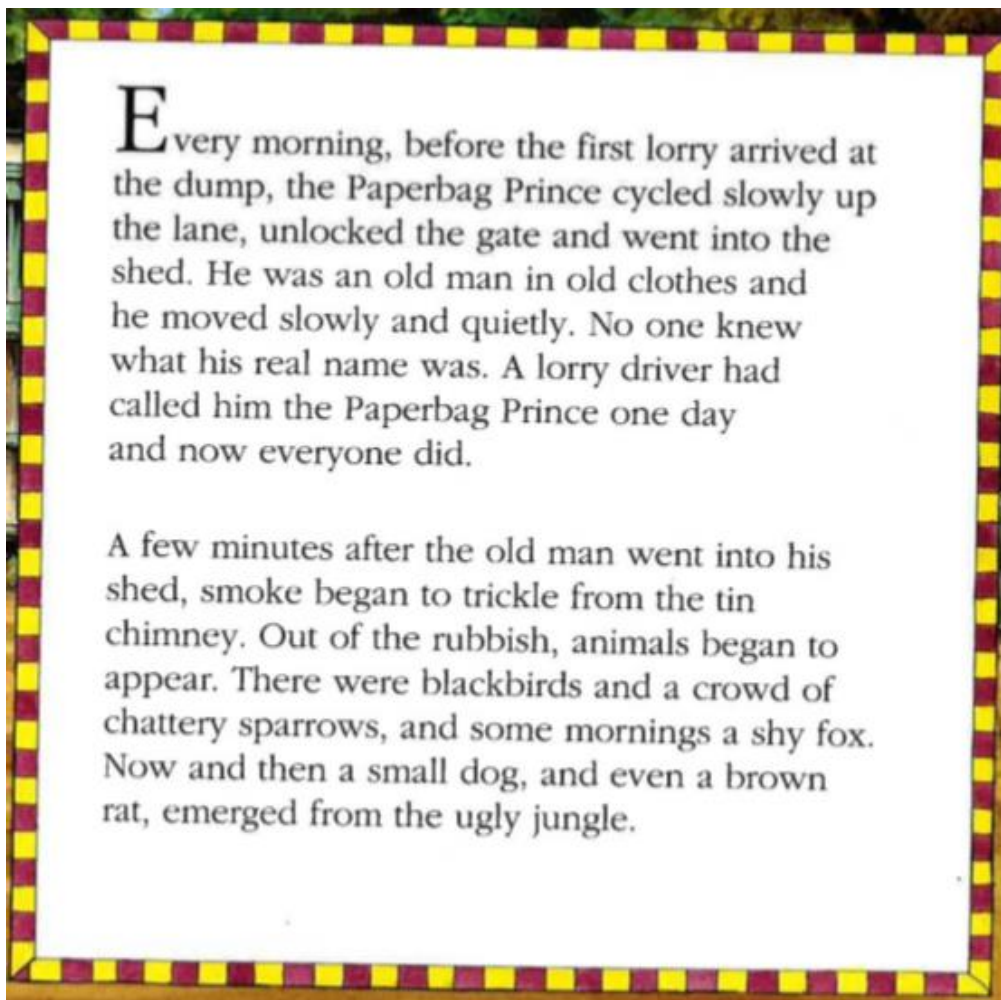 Every morning, before the first lorry arrived at
the dump, the Paperbag Prince cycled slowly up
the lane, unlocked the gate and went into the
shed. He was an old man in old clothes and
he moved slowly and quietly. No one knew
what his real name was. A lorry driver had
called him the Paperbag Prince one day
and now everyone did.
A few minutes after the old man went into his
shed, smoke began to trickle from the tin
chimney. Out of the rubbish, animals began to
appear. There were blackbirds and a crowd of
chattery sparrows, and some mornings a shy fox.
Now and then a small dog, and even a brown
rat, emerged from the ugly jungle.